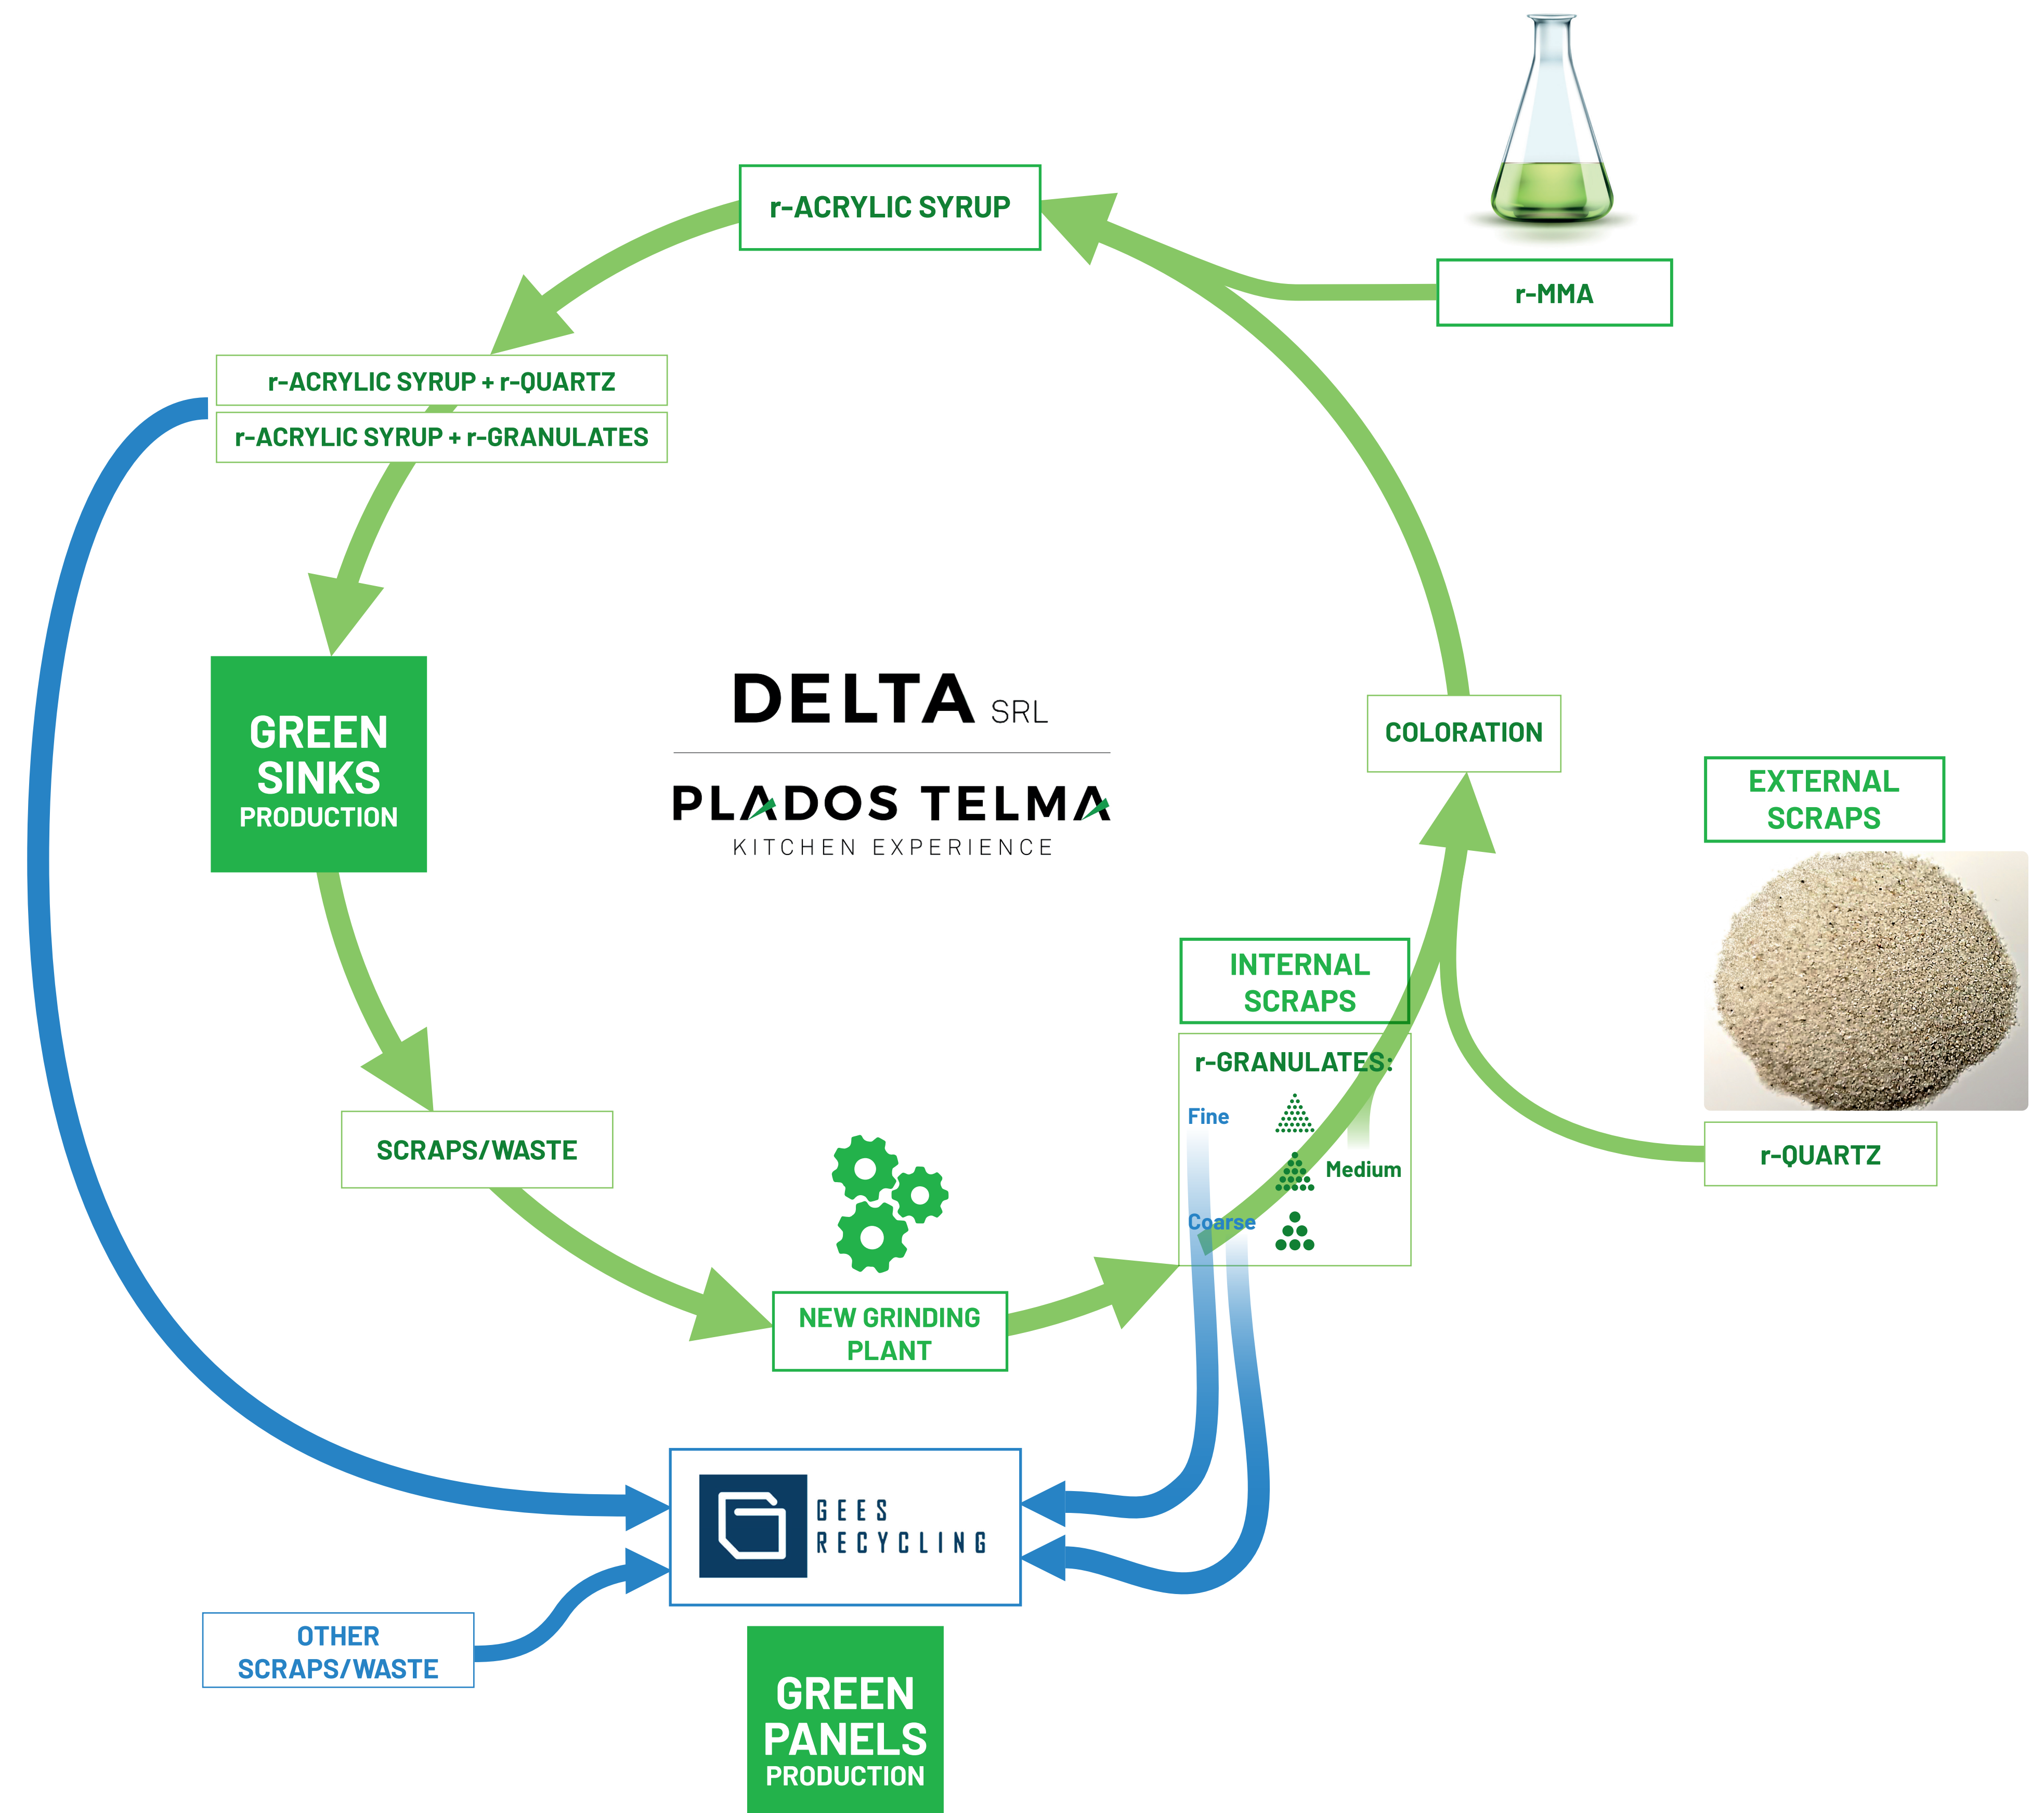 r-ACRYLIC SYRUP
r-MMA
r-ACRYLIC SYRUP + r-QUARTZ
r-ACRYLIC SYRUP + r-GRANULATES
GREEN
SINKS
PRODUCTION
DELTA SRL
PLADOS TELMA
KITCHEN EXPERIENCE
COLORATION
EXTERNAL
SCRAPS
INTERNAL
SCRAPS
r-GRANULATES:
Fine
Medium
Coarse
r-QUARTZ
SCRAPS/WASTE
NEW GRINDING
PLANT
GEES
RECYCLING
OTHER
SCRAPS/WASTE
GREEN
PANELS
PRODUCTION